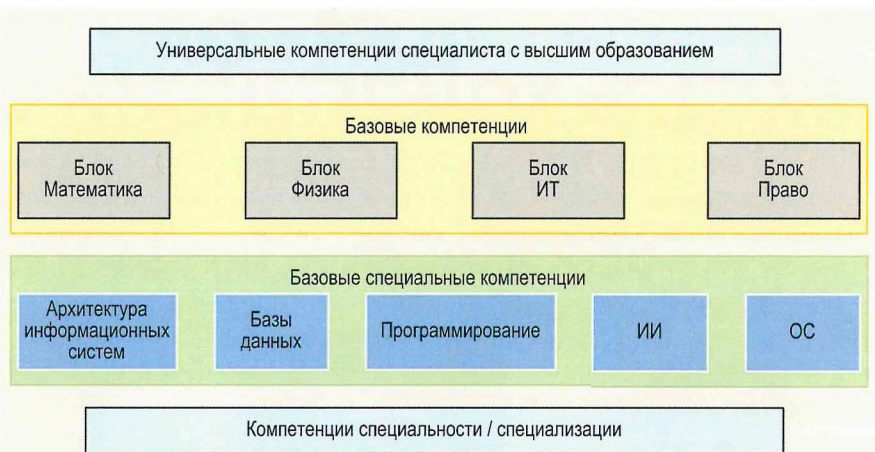 Универсальные компетенции специалиста с высшим образованием
Базовые компетенции
Блок
Математика
Блок
Физика
Блок
ИТ
Блок
Право
Базовые специальные компетенции
Архитектура
информационных
систем
Базы
данных
Программирование
ИИ
ОС
Компетенции специальности / специализации